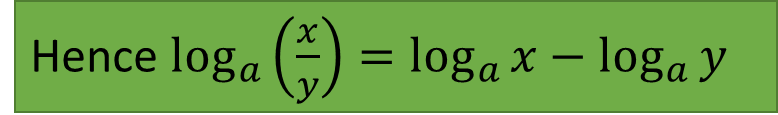 Hence logₐ (x/y) = logₐ x − logₐ y